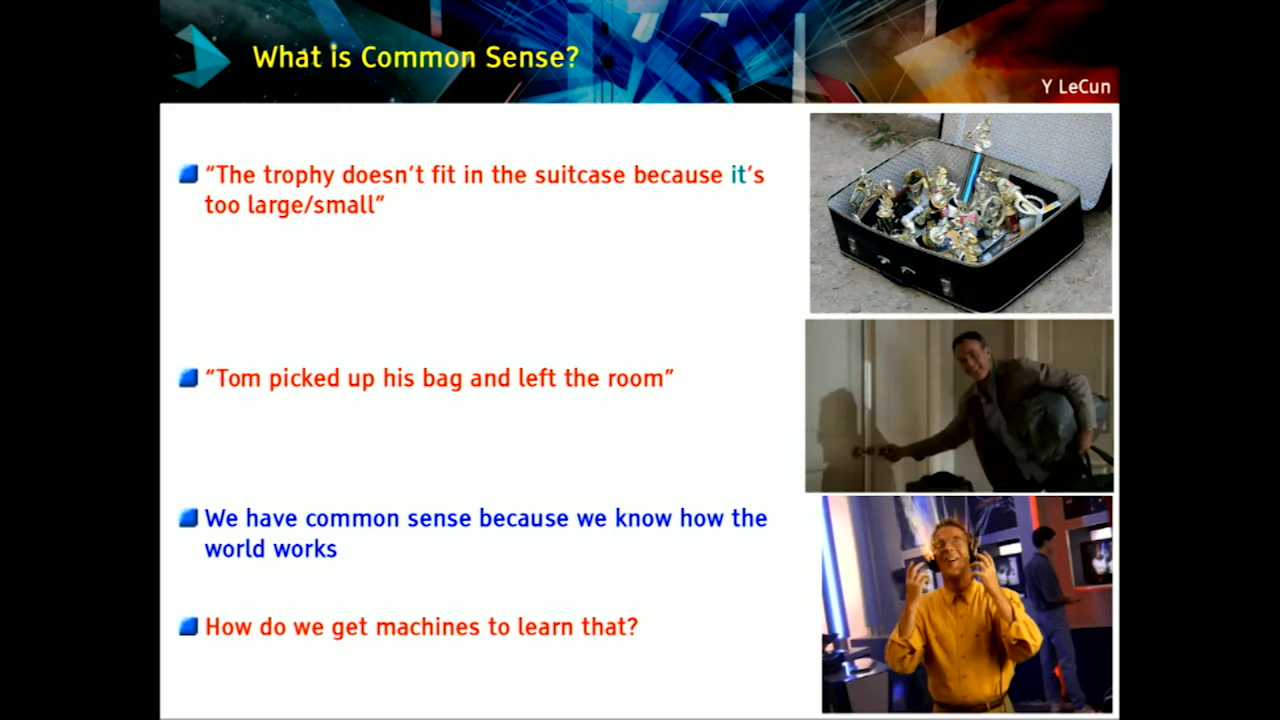 What is Common Sense?
Y LeCun
“The trophy doesn’t fit in the suitcase because it’s
too large/small”
“Tom picked up his bag and left the room”
We have common sense because we know how the
world works
How do we get machines to learn that?